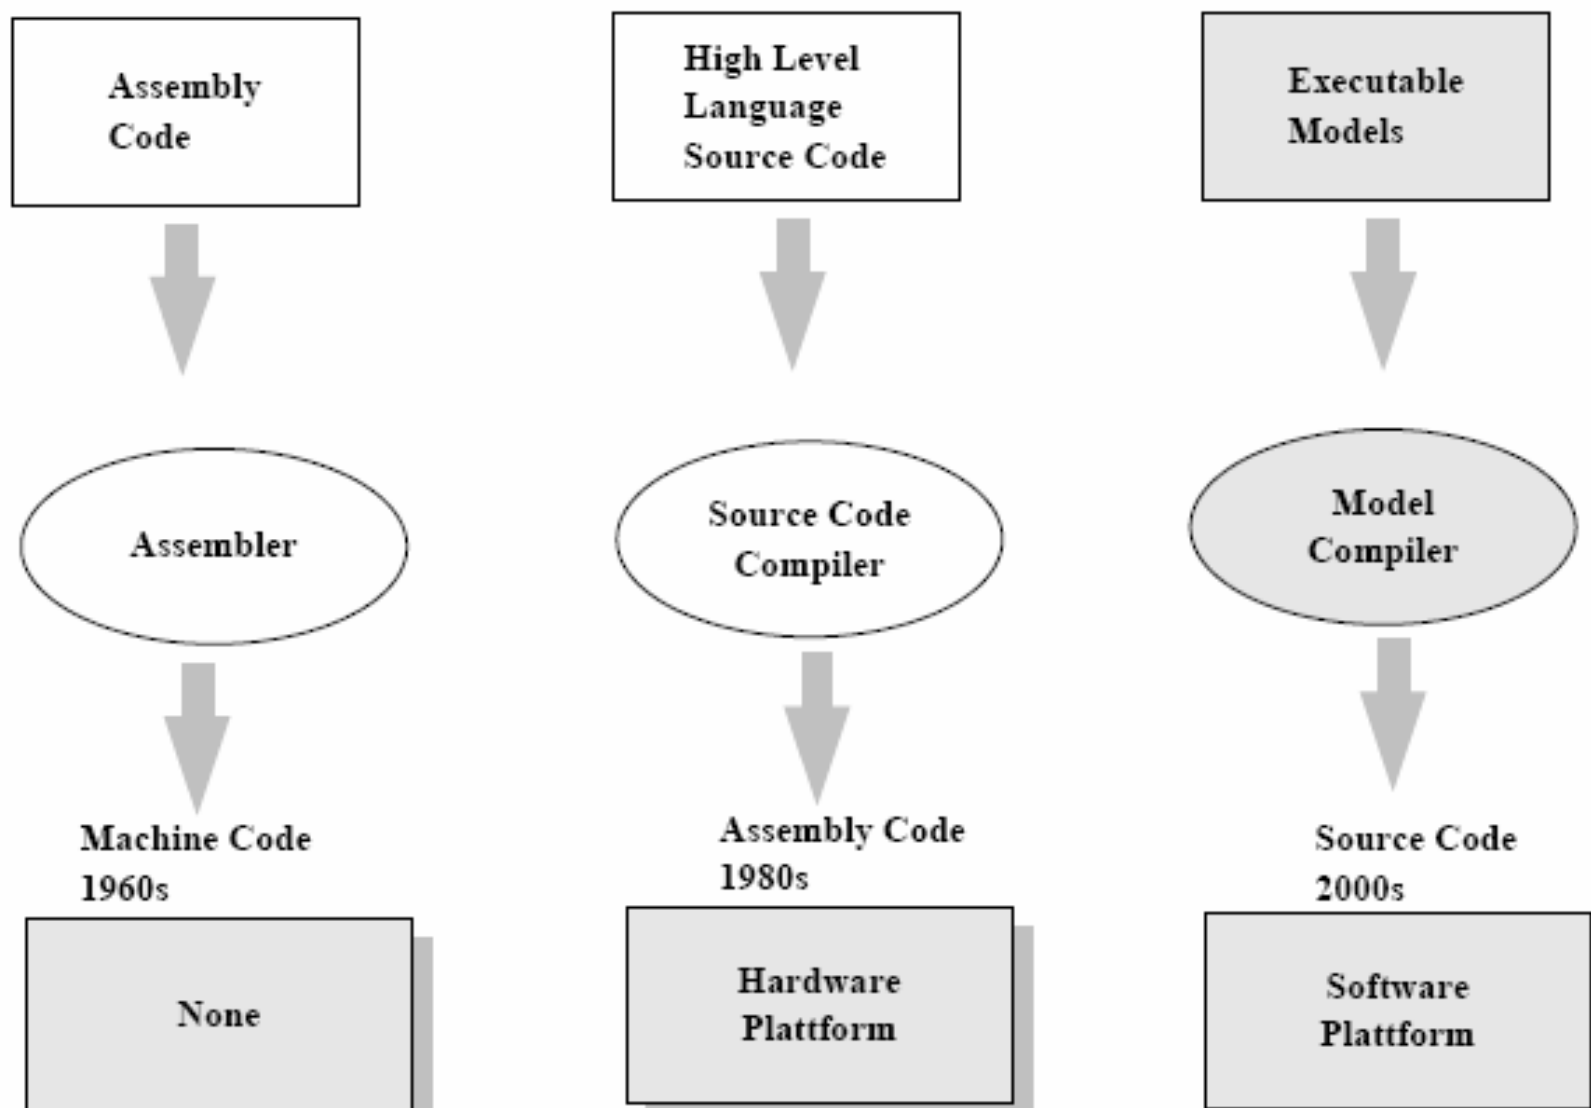 Assembly
Code
High Level
Language
Source Code
Executable
Models
Assembler
Source Code
Compiler
Model
Compiler
Machine Code
1960s
Assembly Code
1980s
Source Code
2000s
None
Hardware
Plattform
Software
Plattform